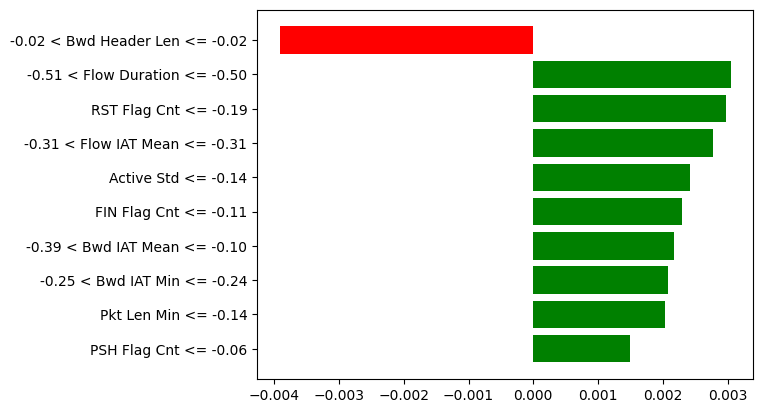 -0.02 < Bwd Header Len <= -0.02
-0.51 < Flow Duration <= -0.50
RST Flag Cnt <= -0.19
-0.31 < Flow IAT Mean <= -0.31
Active Std <= -0.14
FIN Flag Cnt <= -0.11
-0.39 < Bwd IAT Mean <= -0.10
-0.25 < Bwd IAT Min <= -0.24
Pkt Len Min <= -0.14
PSH Flag Cnt <= -0.06
−0.004 −0.003 −0.002 −0.001 0.000 0.001 0.002 0.003